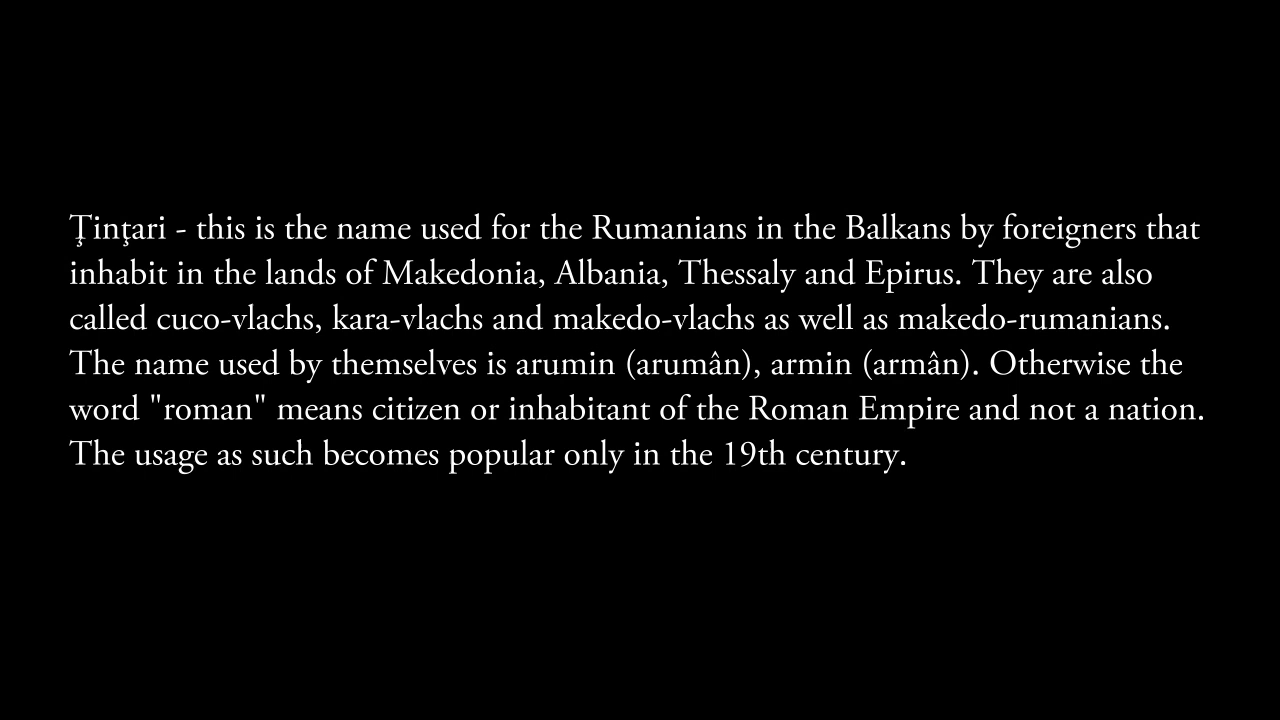 Ţinţari - this is the name used for the Rumanians in the Balkans by foreigners that
inhabit in the lands of Makedonia, Albania, Thessaly and Epirus. They are also
called cuco-vlachs, kara-vlachs and makedo-vlachs as well as makedo-rumanians.
The name used by themselves is arumin (arumân), armin (armân). Otherwise the
word "roman" means citizen or inhabitant of the Roman Empire and not a nation.
The usage as such becomes popular only in the 19th century.